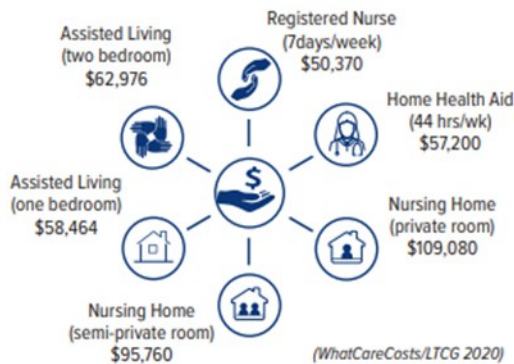 Registered Nurse
(7days/week)
$50,370
Assisted Living
(two bedroom)
$62,976
Home Health Aid
(44 hrs/wk)
$57,200
$
Assisted Living
(one bedroom)
$58,464
Nursing Home
(private room)
$109,080
Nursing Home
(semi-private room)
$95,760
(WhatCareCosts/LTCG 2020)